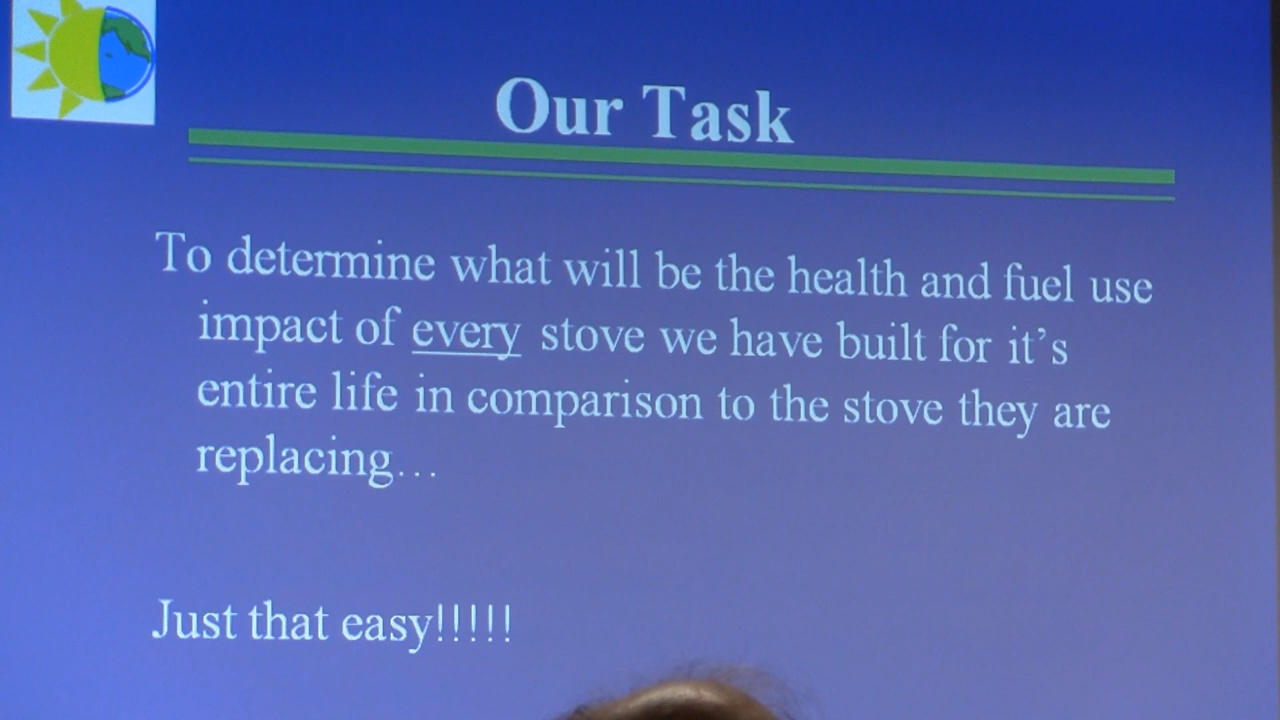 Our Task
To determine what will be the health and fuel use
impact of every stove we have built for it's
entire life in comparison to the stove they are
replacing...
Just that easy!!!!!